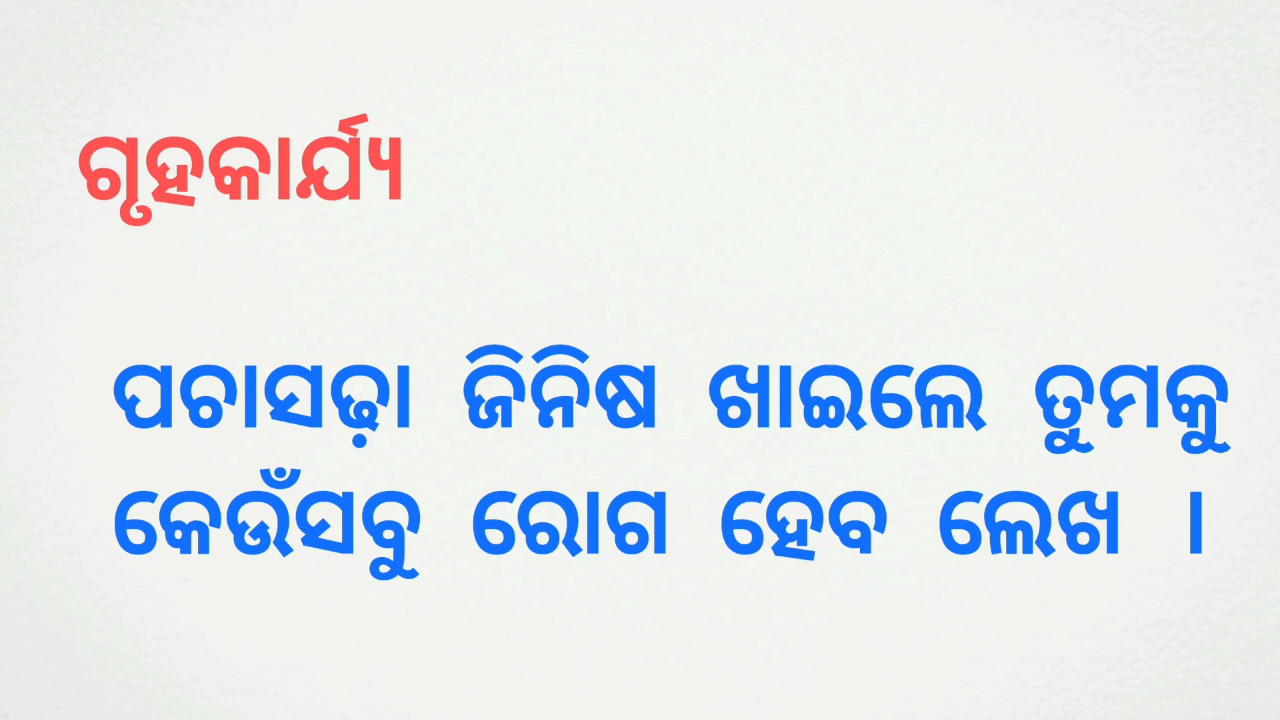 ଗୃହକାର୍ଯ୍ୟ
ପଚାସଢ଼ା ଜିନିଷ ଖାଇଲେ ତୁମକୁ
କେଉଁସବୁ ରୋଗ ହେବ ଲେଖ ।